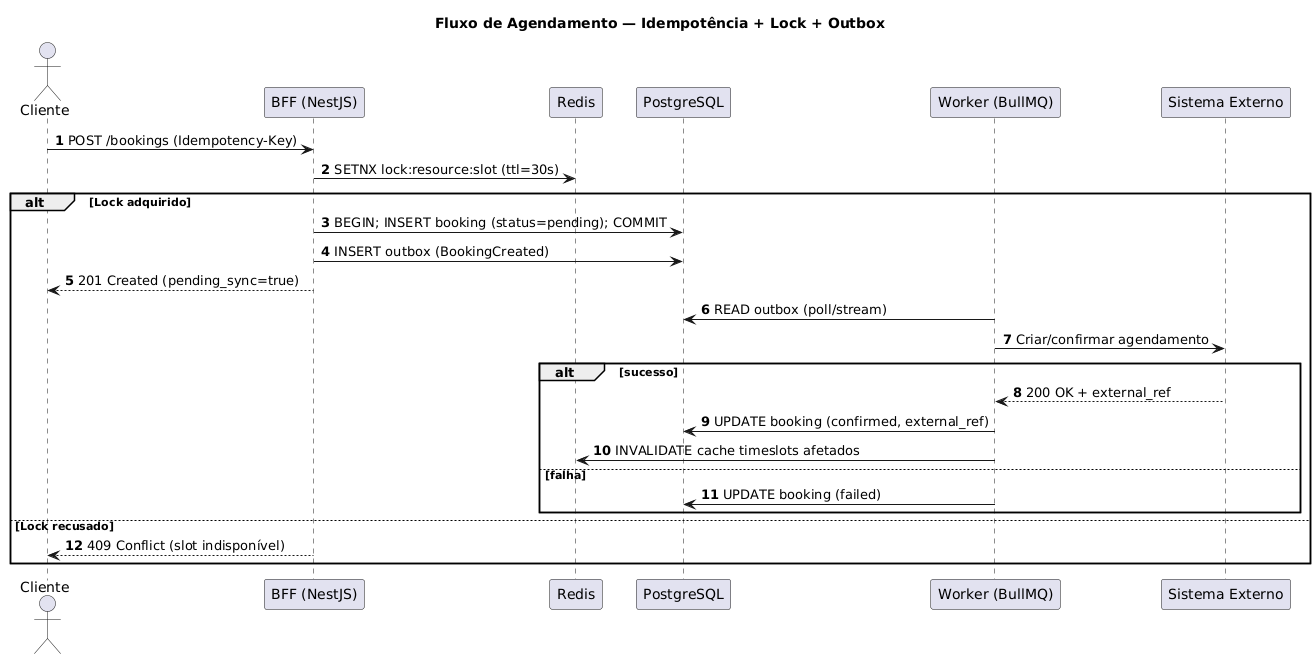 Fluxo de Agendamento — Idempotência + Lock + Outbox
Cliente
BFF (NestJS)
Redis
PostgreSQL
Worker (BullMQ)
Sistema Externo
1 POST /bookings (Idempotency-Key)
2 SETNX lock:resource:slot (ttl=30s)
alt [Lock adquirido]
3 BEGIN; INSERT booking (status=pending); COMMIT
4 INSERT outbox (BookingCreated)
5 201 Created (pending_sync=true)
6 READ outbox (poll/stream)
7 Criar/confirmar agendamento
alt [sucesso]
8 200 OK + external_ref
9 UPDATE booking (confirmed, external_ref)
10 INVALIDATE cache timeslots afetados
[falha]
11 UPDATE booking (failed)
[Lock recusado]
12 409 Conflict (slot indisponível)
Cliente
BFF (NestJS)
Redis
PostgreSQL
Worker (BullMQ)
Sistema Externo